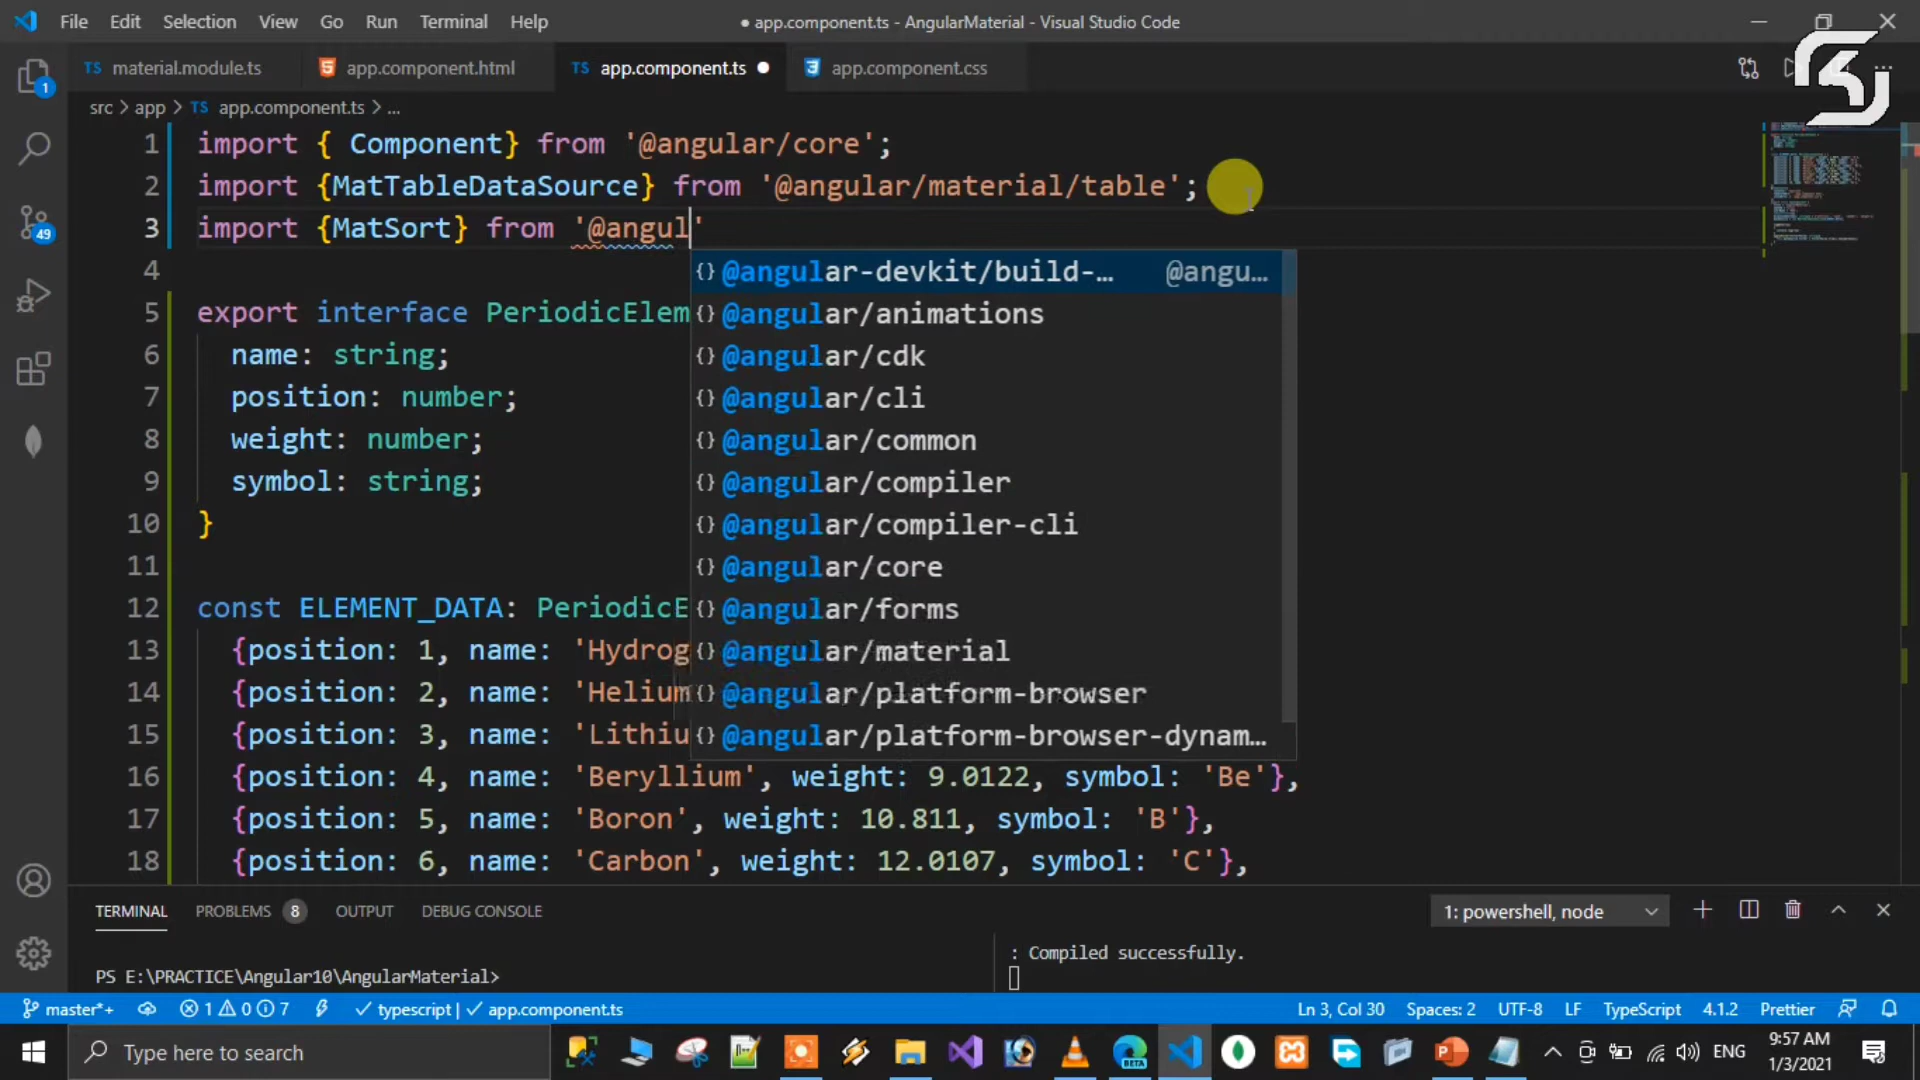 File Edit Selection View Go Run Terminal Help
● app.component.ts - AngularMaterial - Visual Studio Code
TS material.module.ts app.component.html TS app.component.ts ● app.component.css
src > app > TS app.component.ts > ...
1 import { Component} from '@angular/core';
2 import {MatTableDataSource} from '@angular/material/table';
3 import {MatSort} from '@angul'
4
5 export interface PeriodicElem
6 name: string;
7 position: number;
8 weight: number;
9 symbol: string;
10 }
11
12 const ELEMENT_DATA: PeriodicE
13 {position: 1, name: 'Hydrog
14 {position: 2, name: 'Helium
15 {position: 3, name: 'Lithiu
16 {position: 4, name: 'Beryllium', weight: 9.0122, symbol: 'Be'},
17 {position: 5, name: 'Boron', weight: 10.811, symbol: 'B'},
18 {position: 6, name: 'Carbon', weight: 12.0107, symbol: 'C'},
{} @angular-devkit/build-... @angu...
{} @angular/animations
{} @angular/cdk
{} @angular/cli
{} @angular/common
{} @angular/compiler
{} @angular/compiler-cli
{} @angular/core
{} @angular/forms
{} @angular/material
{} @angular/platform-browser
{} @angular/platform-browser-dynam...
1
49
TERMINAL PROBLEMS 8 OUTPUT DEBUG CONSOLE
1: powershell, node
PS E:\PRACTICE\Angular10\AngularMaterial>
: Compiled successfully.
master*+ 1 0 7 typescript | app.component.ts
Ln 3, Col 30 Spaces: 2 UTF-8 LF TypeScript 4.1.2 Prettier
Type here to search
BETA
ENG
9:57 AM
1/3/2021